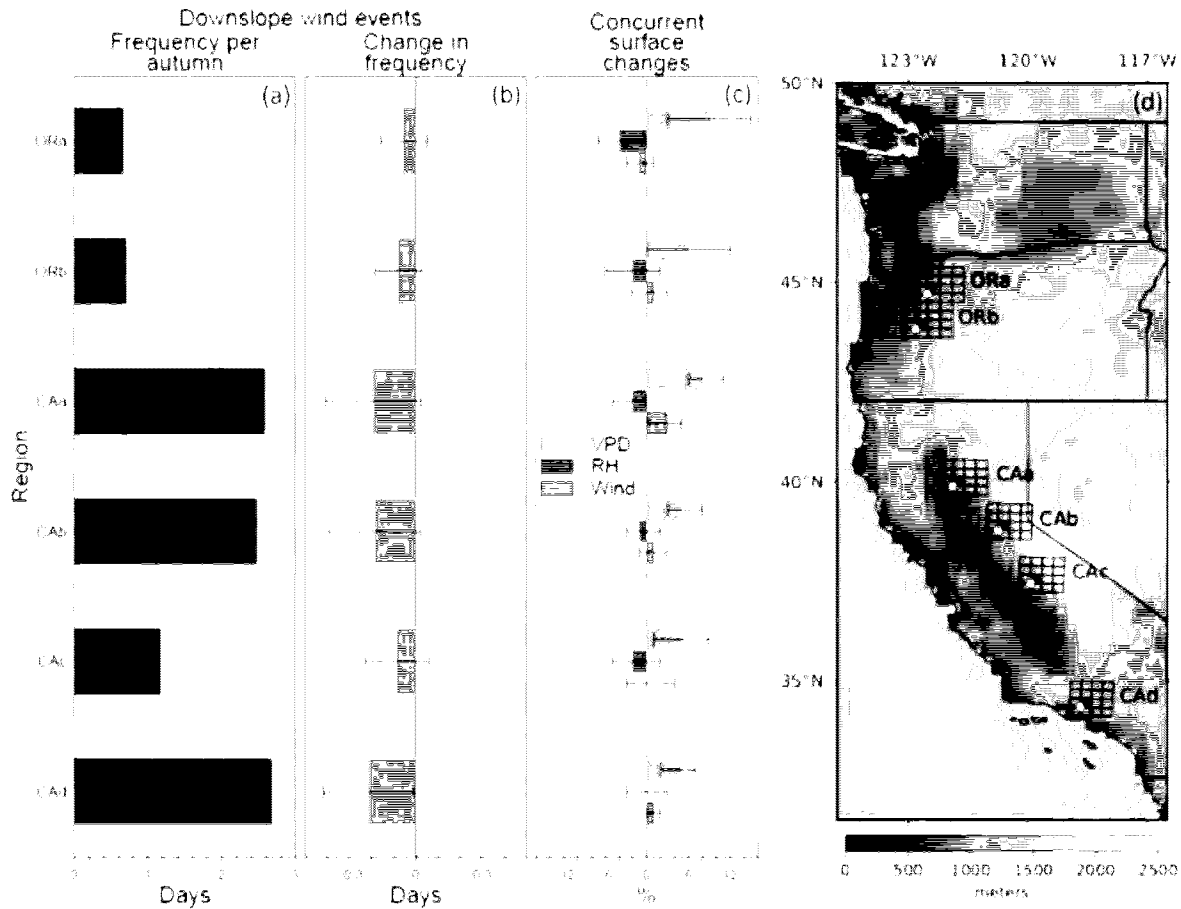 Downslope wind events
Frequency per
autumn
Change in
frequency
Concurrent
surface
changes
(a)
(b)
(c)
(d)
123°W
120°W
117°W
50°N
45°N
40°N
35°N
Region
ORa
ORb
CAa
CAb
CAc
CAd
VPD
RH
Wind
ORa
ORb
CAa
CAb
CAc
CAd
Days
Days
%
0
500
1000
1500
2000
2500
meters